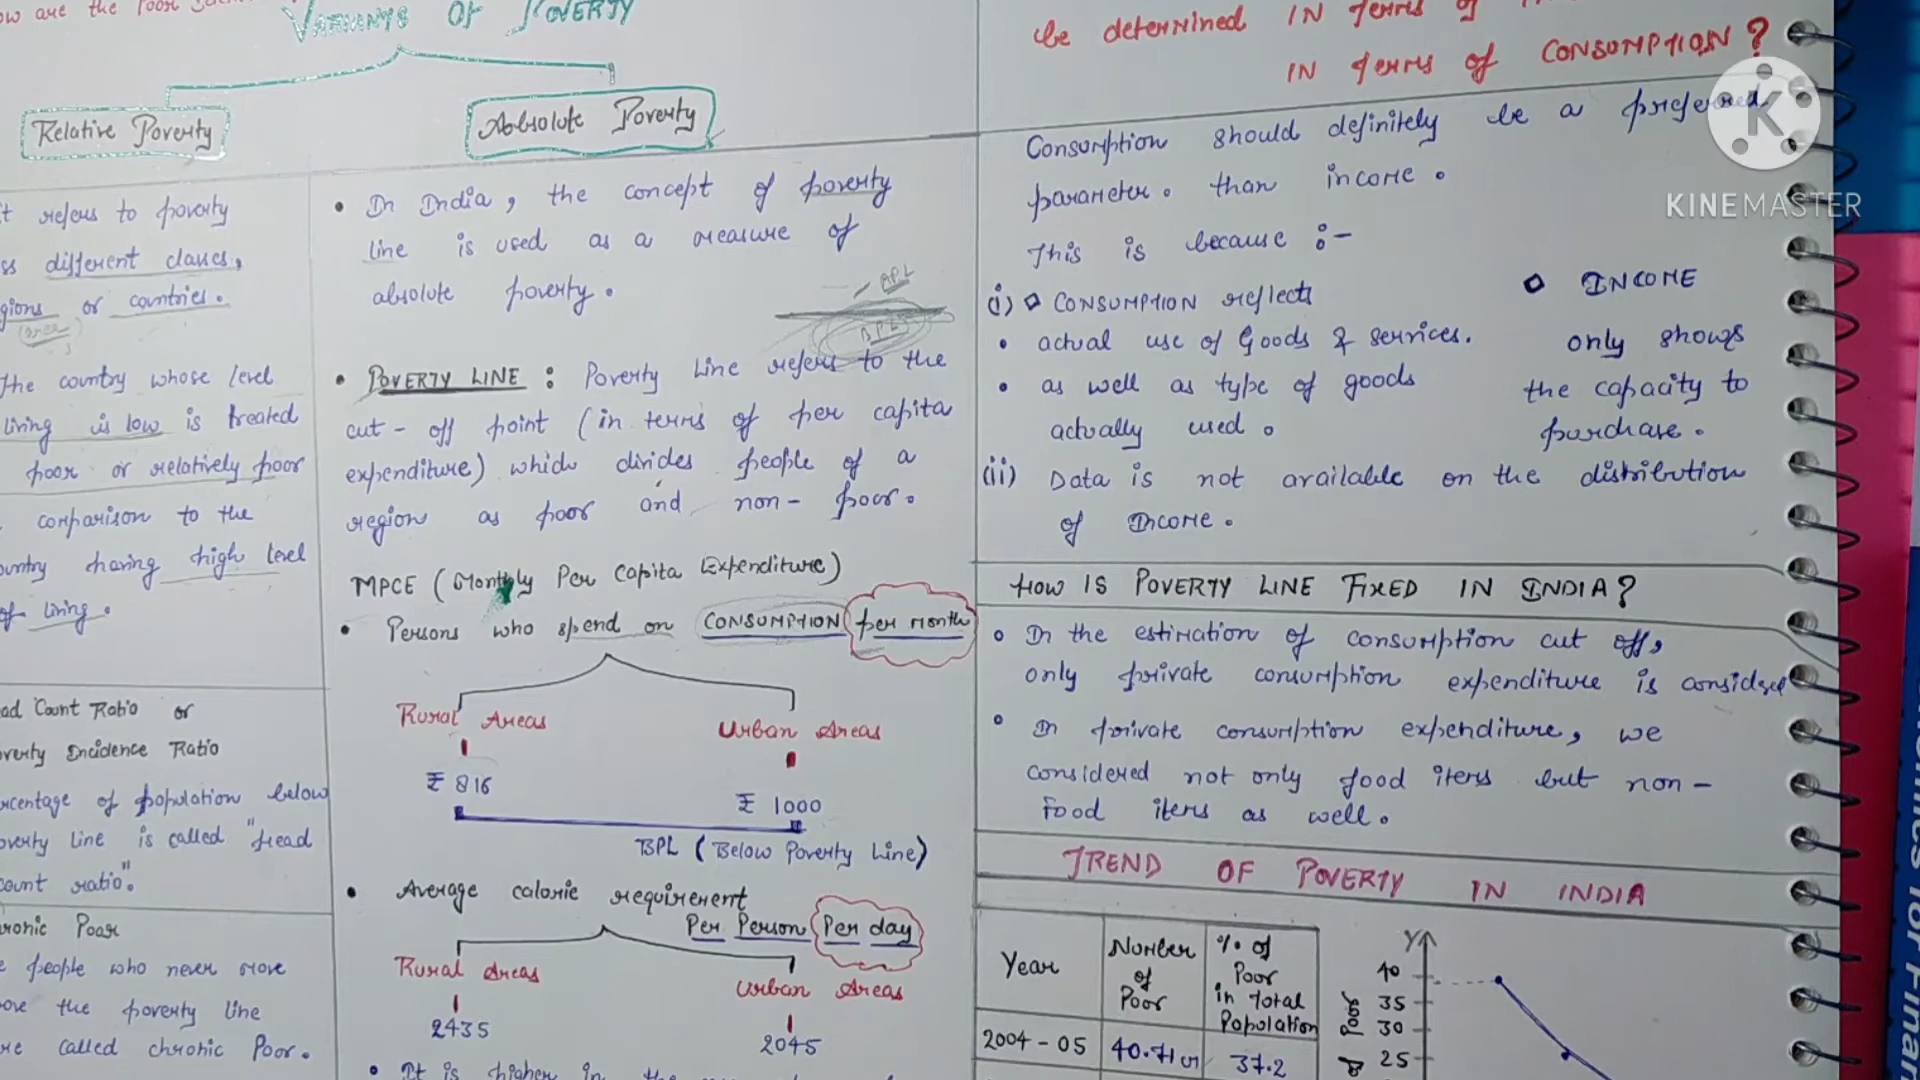 VARIANTS OF POVERTY
Relative Poverty
Absolute Poverty
refers to poverty
different classes,
or countries.
(area)
The country whose level
living is low is treated
poor or relatively poor
comparison to the
having high level
of living.
Count Ratio or
Incidence Ratio
of population below
line is called "Head
count ratio".
Poor
people who never move
the poverty line
called chronic Poor.
• In India, the concept of poverty
line is used as a measure of
absolute poverty.
APL
BPL
• POVERTY LINE : Poverty Line refers to the
cut-off point (in terms of per capita
expenditure) which divides people of a
region as poor and non-poor.
MPCE (Monthly Per Capita Expenditure)
• Persons who spend on CONSUMPTION per month
Rural Areas
Urban Areas
₹ 816
₹ 1000
BPL (Below Poverty Line)
• Average calorie requirement
Per Person Per day
Rural Areas
Urban Areas
2435
2045
• It is higher in the
be determined IN terms of
IN terms of CONSUMPTION?
Consumption should definitely be a preferred
parameter. than income.
This is because :-
(i) CONSUMPTION reflects
• actual use of Goods & services.
• as well as type of goods
actually used.
INCOME
only shows
the capacity to
purchase.
(ii) Data is not available on the distribution
of Income.
HOW IS POVERTY LINE FIXED IN INDIA?
• In the estimation of consumption cut off,
only private consumption expenditure is considered
• In private consumption expenditure, we
considered not only food items but non-
food items as well.
TREND OF POVERTY IN INDIA
Year
Number of Poor
% of Poor in total Population
2004-05
40.71
37.2
Y
40
35
30
25
Poor
KINEMASTER
K